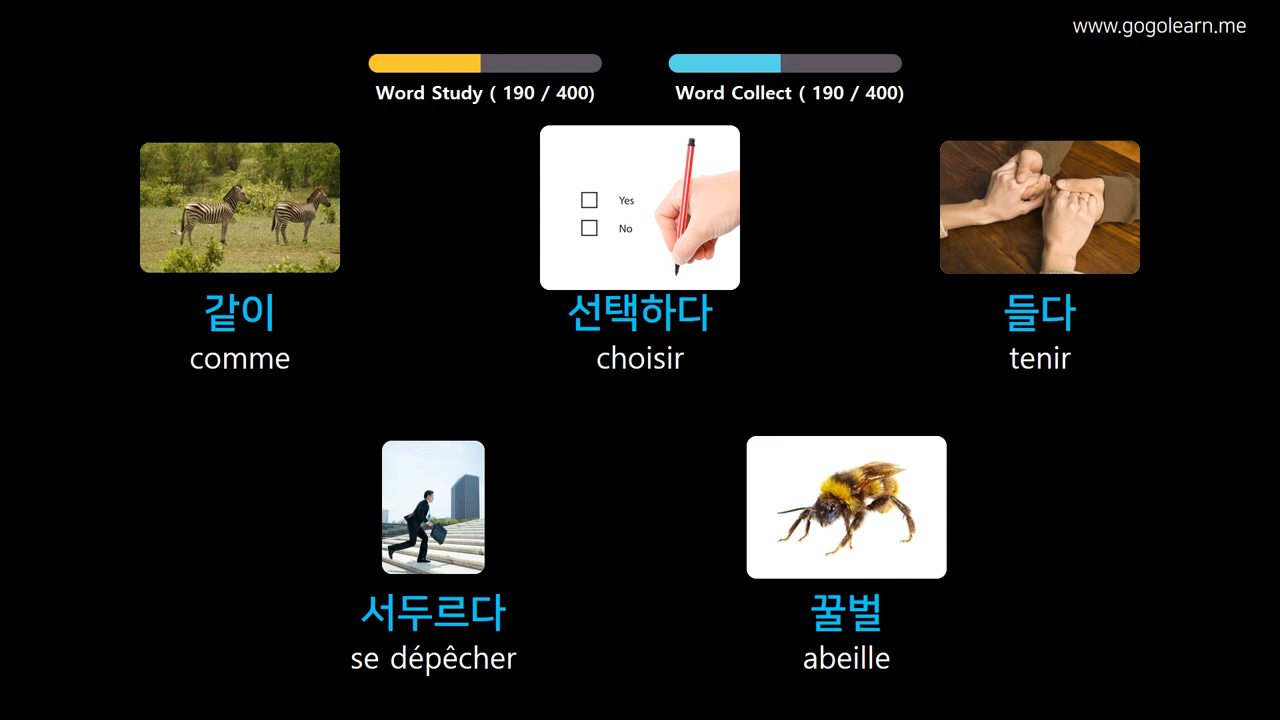 www.gogolearn.me
Word Study ( 190 / 400)
Word Collect ( 190 / 400)
Yes
No
같이
comme
선택하다
choisir
들다
tenir
서두르다
se dépêcher
꿀벌
abeille